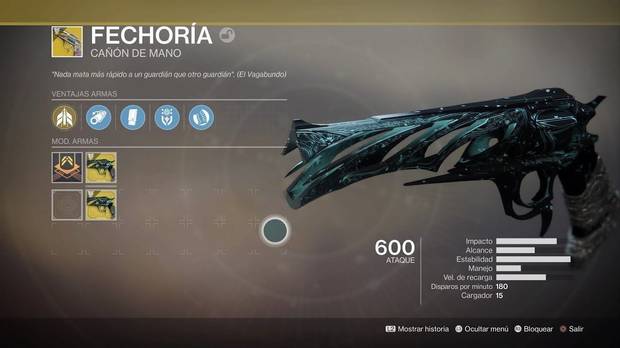 FECHORÍA
CAÑÓN DE MANO
"Nada mata más rápido a un guardián que otro guardián". (El Vagabundo)
VENTAJAS ARMAS
MOD. ARMAS
600
ATAQUE
Impacto
Alcance
Estabilidad
Manejo
Vel. de recarga
Disparos por minuto 180
Cargador 15
L2 Mostrar historia Ocultar menú Bloquear Salir